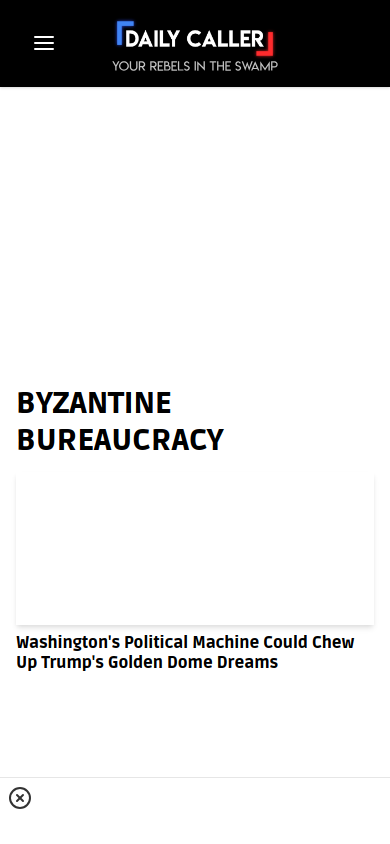 DAILY CALLER
YOUR REBELS IN THE SWAMP
BYZANTINE
BUREAUCRACY
Washington's Political Machine Could Chew
Up Trump's Golden Dome Dreams